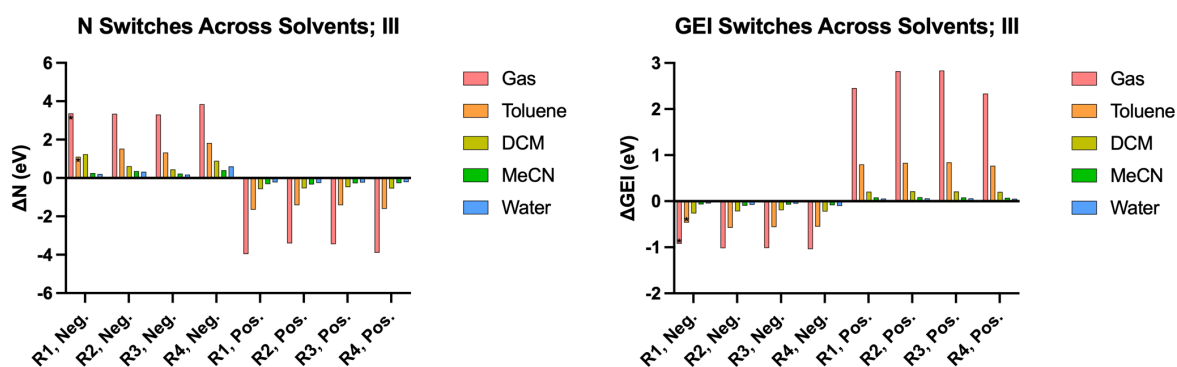 N Switches Across Solvents; III
ΔN (eV)
6
4
2
0
-2
-4
-6
R1, Neg.
R2, Neg.
R3, Neg.
R4, Neg.
R1, Pos.
R2, Pos.
R3, Pos.
R4, Pos.
Gas
Toluene
DCM
MeCN
Water
GEI Switches Across Solvents; III
ΔGEI (eV)
3
2
1
0
-1
-2
R1, Neg.
R2, Neg.
R3, Neg.
R4, Neg.
R1, Pos.
R2, Pos.
R3, Pos.
R4, Pos.
Gas
Toluene
DCM
MeCN
Water